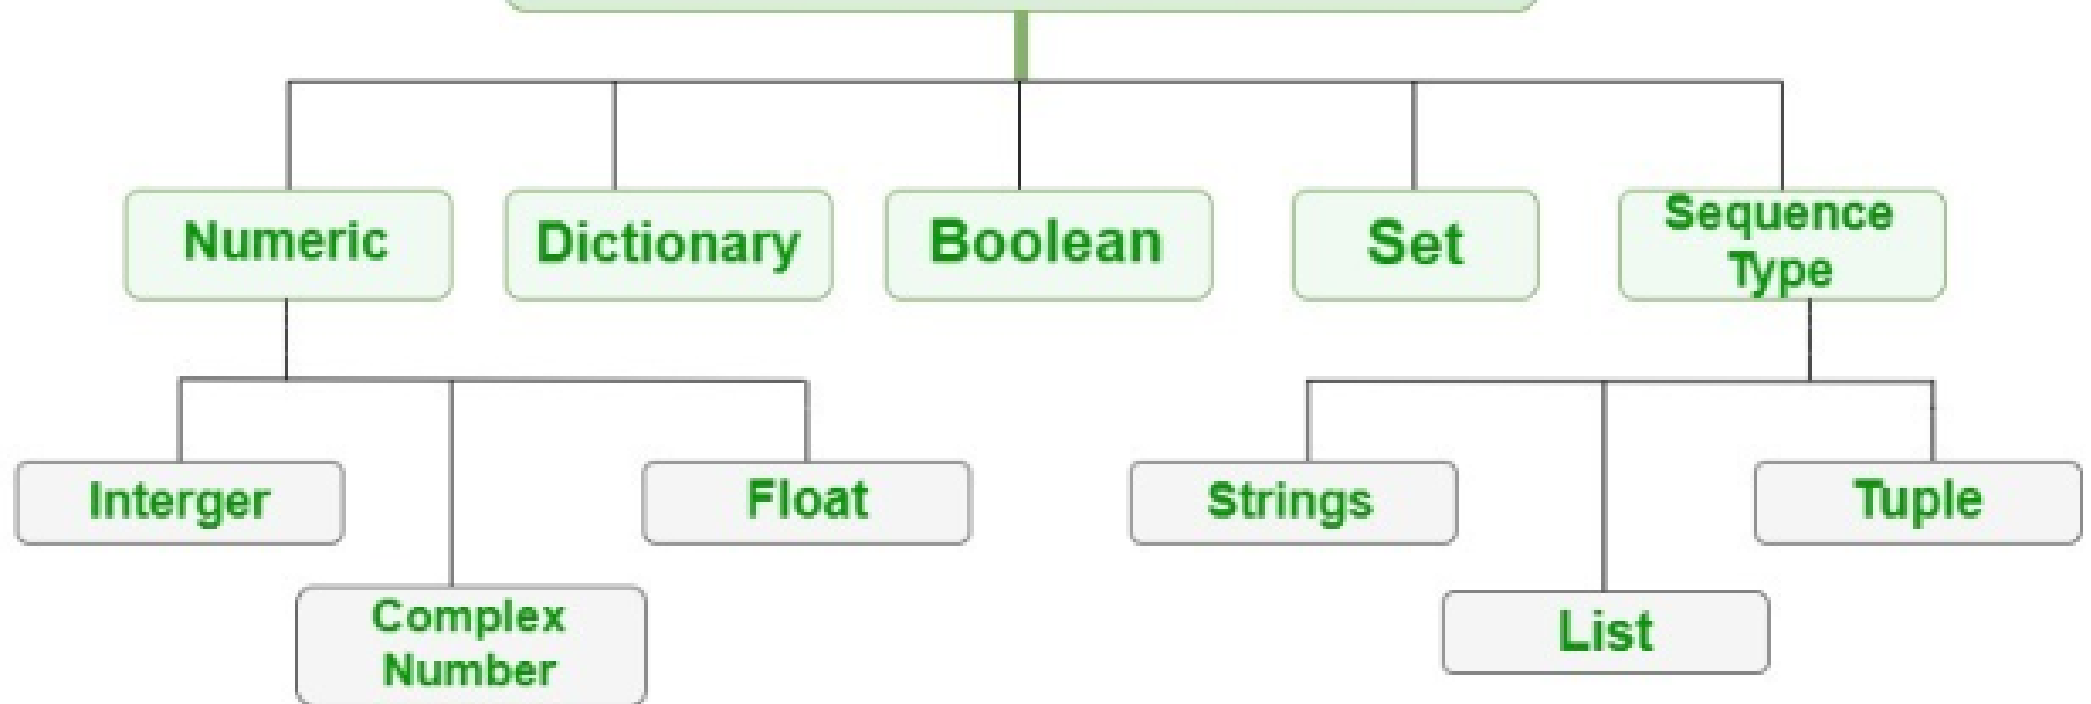 Numeric
Dictionary
Boolean
Set
Sequence
Type
Interger
Float
Strings
Tuple
Complex
Number
List